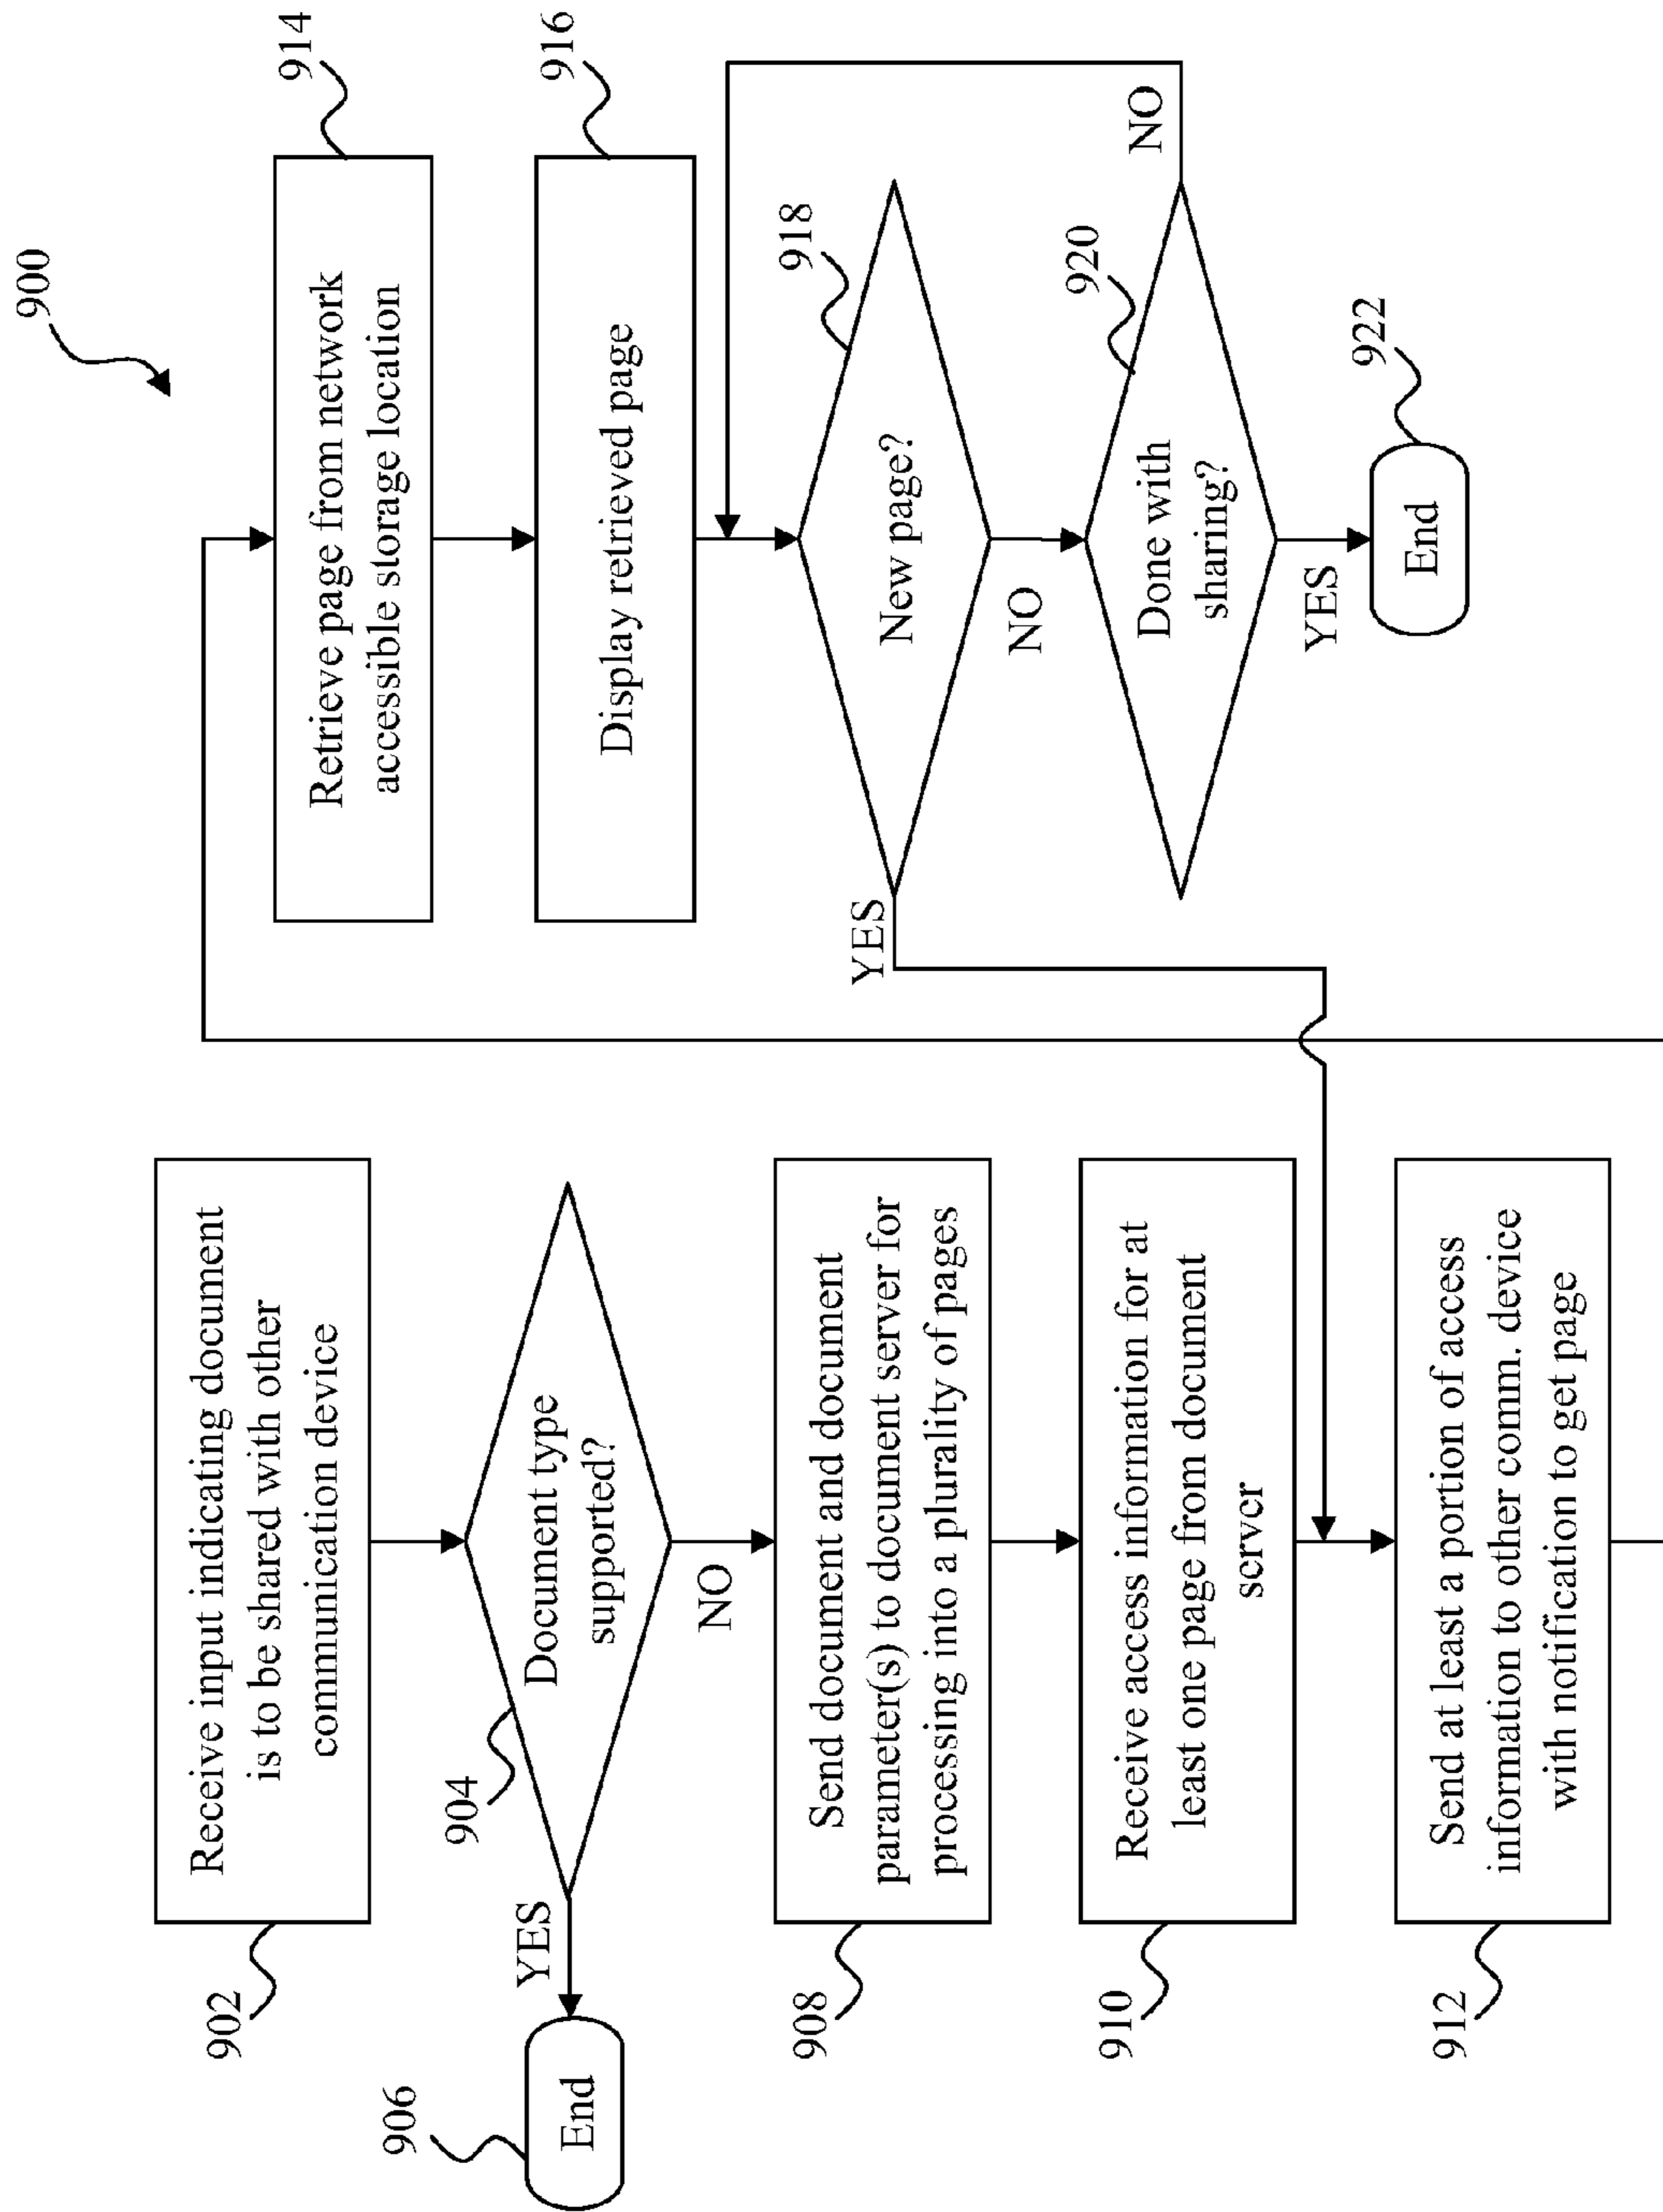 900
902
Receive input indicating document
is to be shared with other
communication device
904
Document type
supported?
YES
906
End
NO
908
Send document and document
parameter(s) to document server for
processing into a plurality of pages
910
Receive access information for at
least one page from document
server
912
Send at least a portion of access
information to other comm. device
with notification to get page
914
Retrieve page from network
accessible storage location
916
Display retrieved page
918
New page?
YES
NO
920
Done with
sharing?
NO
YES
922
End